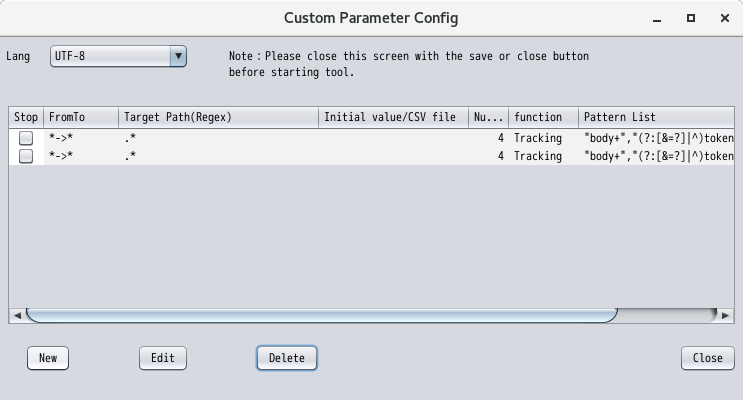 Custom Parameter Config
Lang UTF-8 Note：Please close this screen with the save or close button
before starting tool.
Stop FromTo Target Path(Regex) Initial value/CSV file Nu... function Pattern List
*->* .* 4 Tracking "body+","(?:[&=?]|^)token
*->* .* 4 Tracking "body+","(?:[&=?]|^)token
New Edit Delete Close